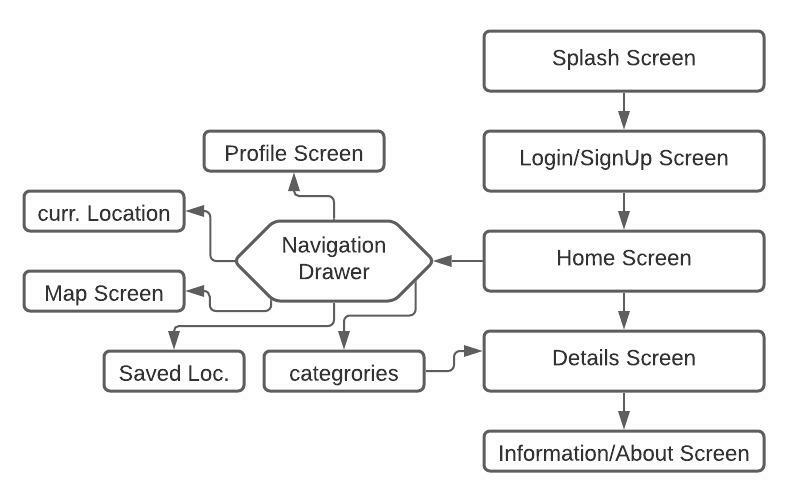 Splash Screen
Login/SignUp Screen
Profile Screen
curr. Location
Navigation
Drawer
Home Screen
Map Screen
Saved Loc.
categrories
Details Screen
Information/About Screen